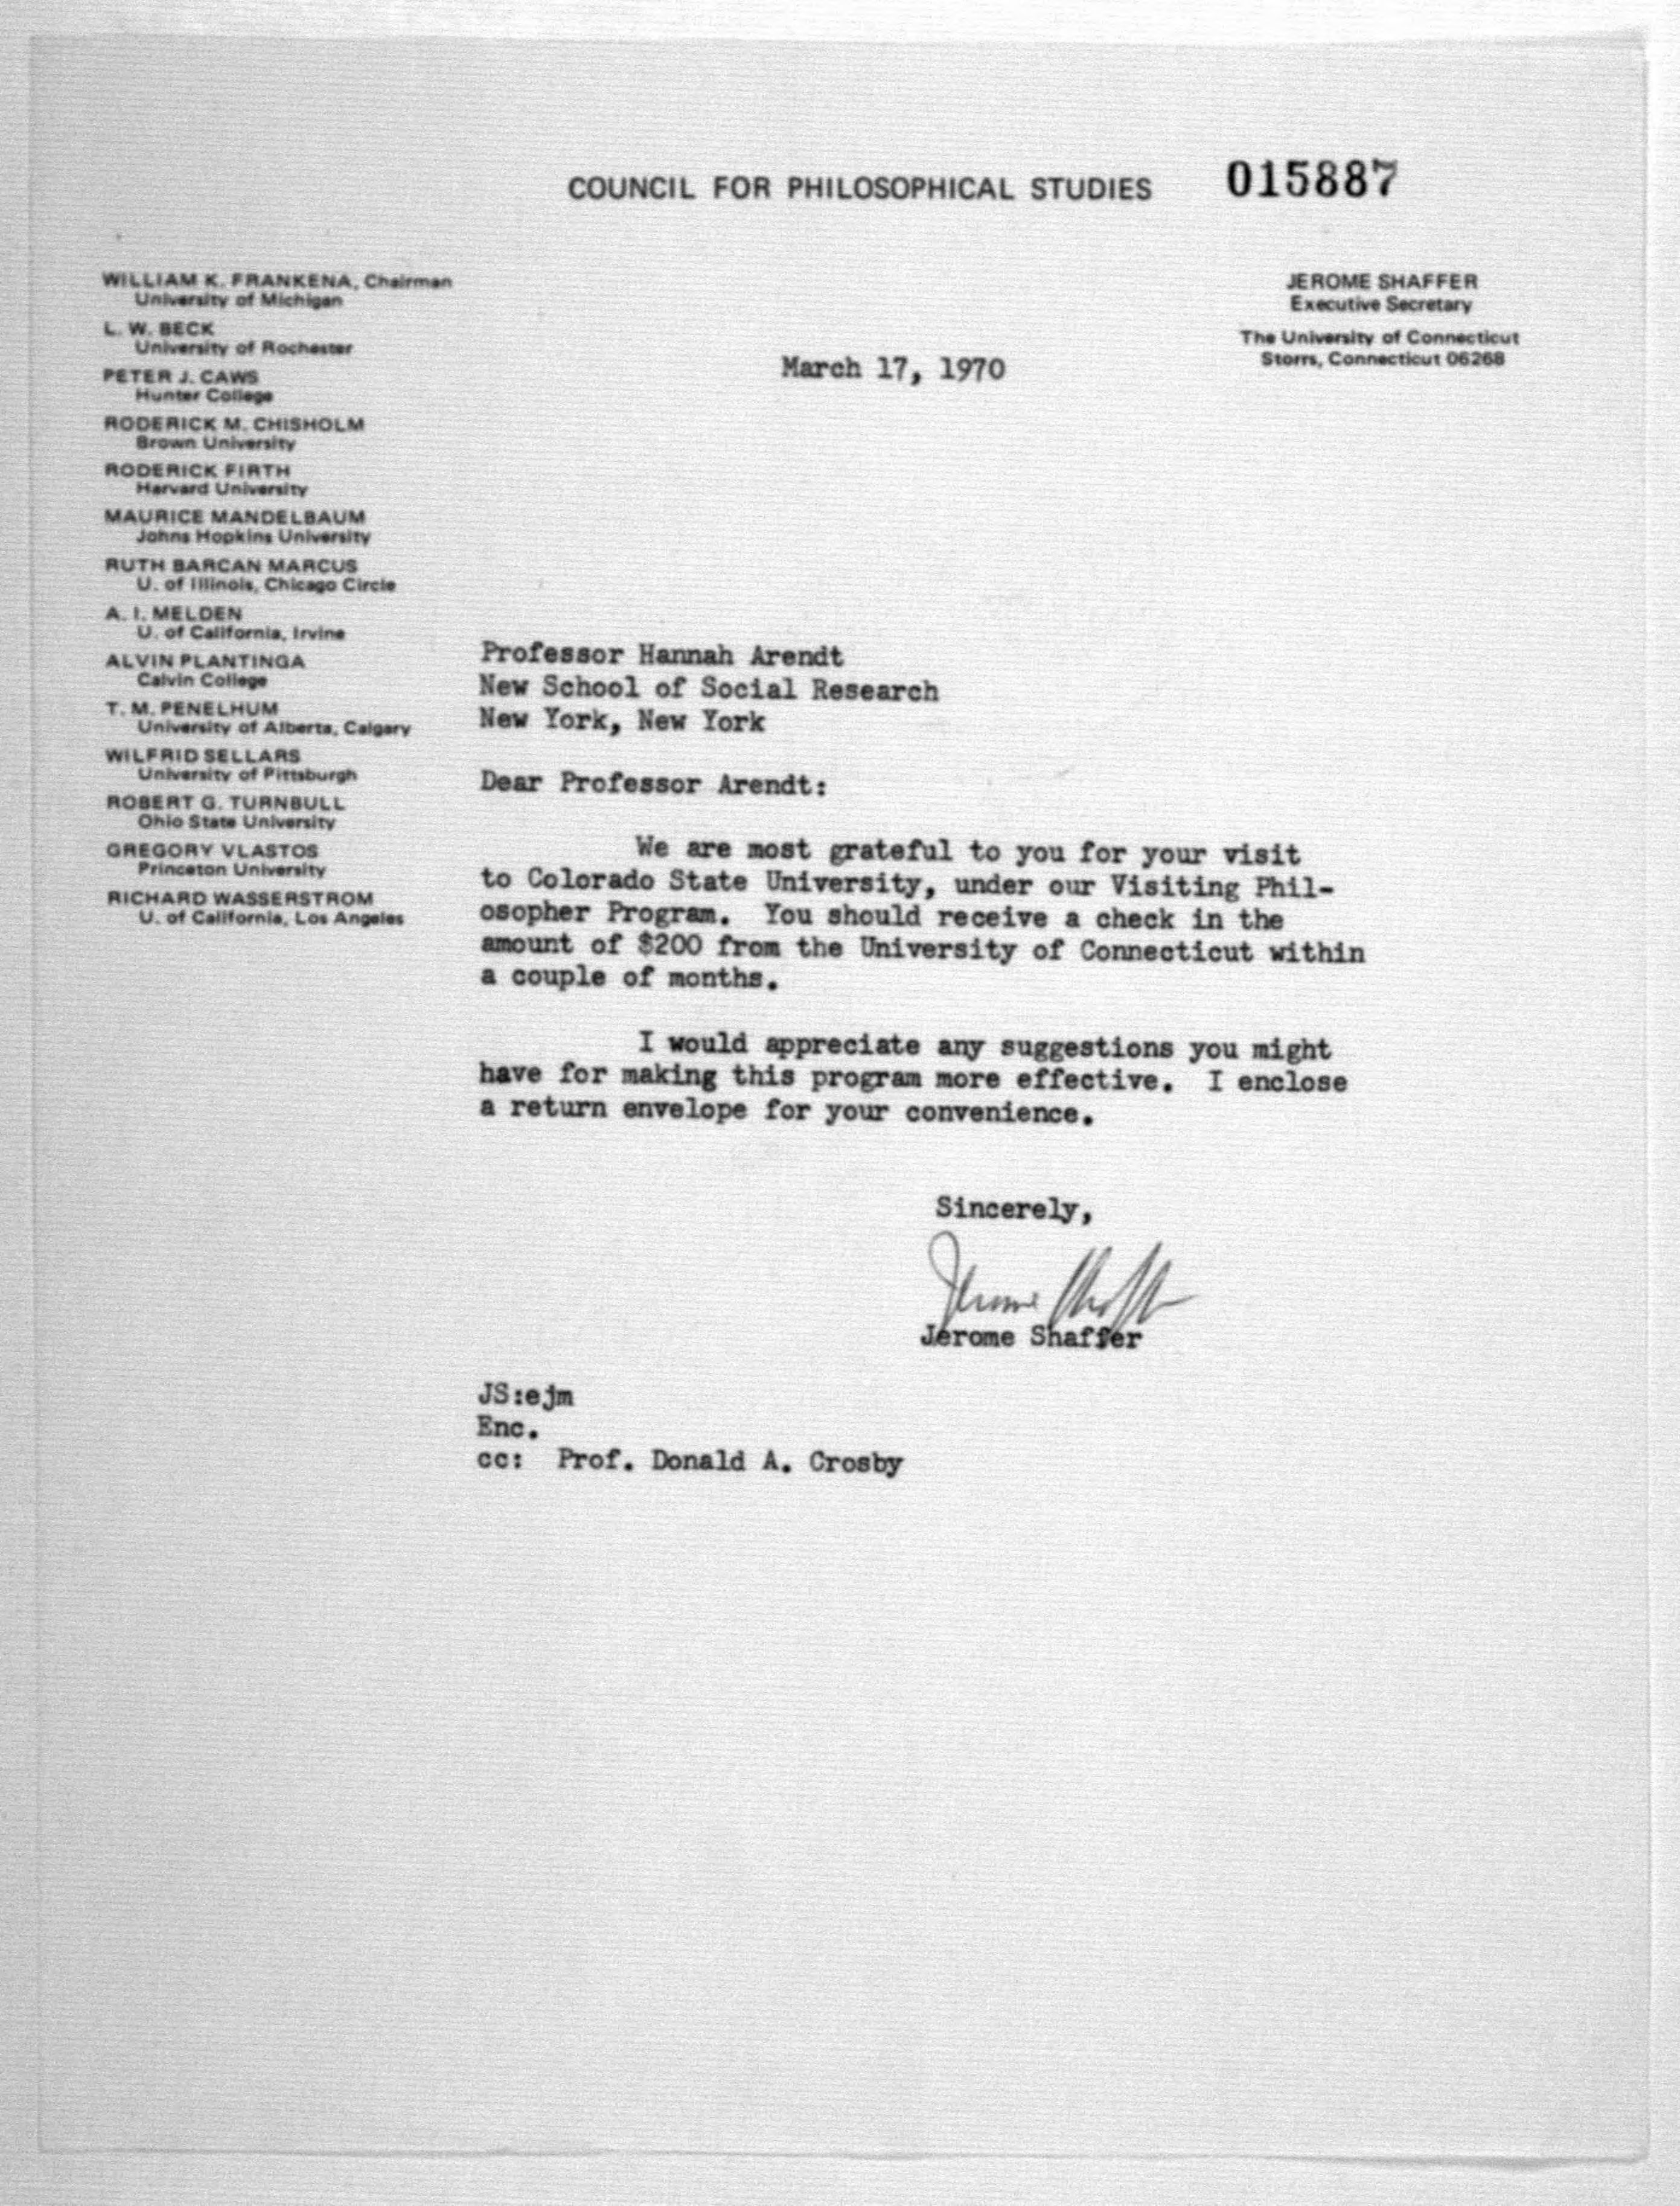 COUNCIL FOR PHILOSOPHICAL STUDIES
015887
WILLIAM K. FRANKENA, Chairman
University of Michigan
L. W. BECK
University of Rochester
PETER J. CAWS
Hunter College
RODERICK M. CHISHOLM
Brown University
RODERICK FIRTH
Harvard University
MAURICE MANDELBAUM
Johns Hopkins University
RUTH BARCAN MARCUS
U. of Illinois, Chicago Circle
A. I. MELDEN
U. of California, Irvine
ALVIN PLANTINGA
Calvin College
T. M. PENELHUM
University of Alberta, Calgary
WILFRID SELLARS
University of Pittsburgh
ROBERT G. TURNBULL
Ohio State University
GREGORY VLASTOS
Princeton University
RICHARD WASSERSTROM
U. of California, Los Angeles
JEROME SHAFFER
Executive Secretary
The University of Connecticut
Storrs, Connecticut 06268
March 17, 1970
Professor Hannah Arendt
New School of Social Research
New York, New York
Dear Professor Arendt:
We are most grateful to you for your visit
to Colorado State University, under our Visiting Phil-
osopher Program. You should receive a check in the
amount of $200 from the University of Connecticut within
a couple of months.
I would appreciate any suggestions you might
have for making this program more effective. I enclose
a return envelope for your convenience.
Sincerely,
Jerome Shaffer
Jerome Shaffer
JS:ejm
Enc.
cc: Prof. Donald A. Crosby